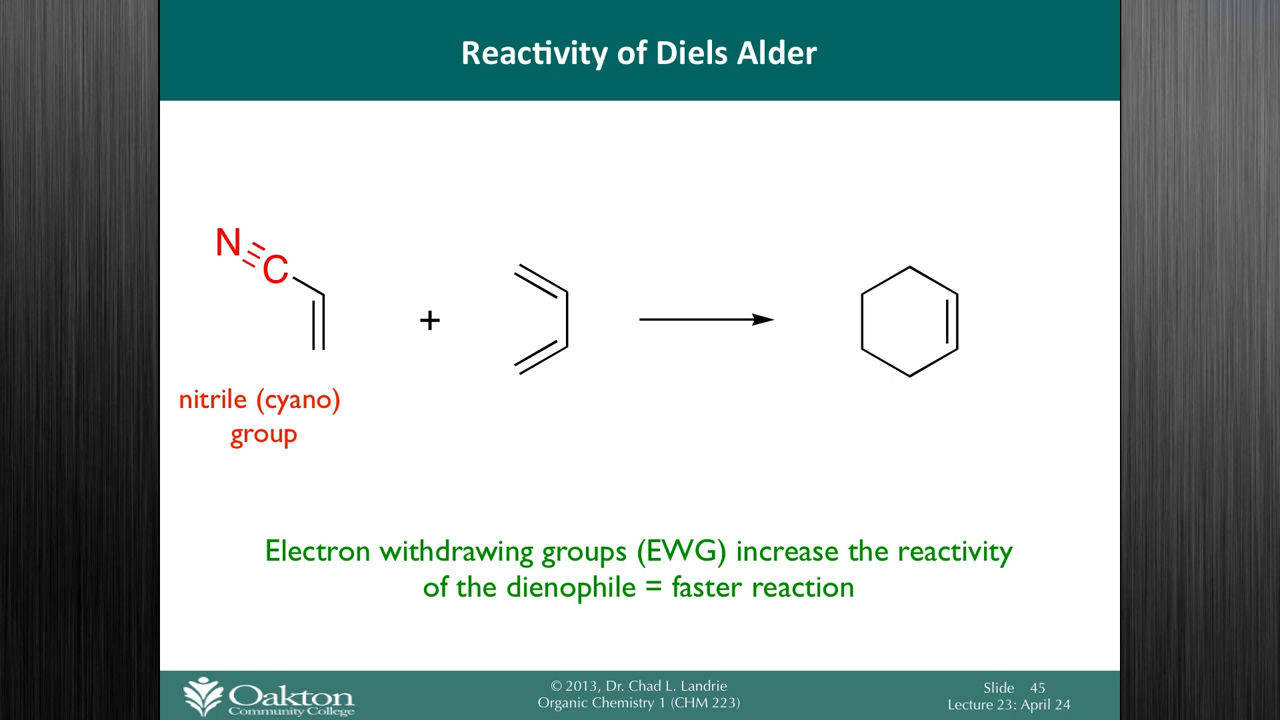 Reactivity of Diels Alder
N
C
+
nitrile (cyano)
group
Electron withdrawing groups (EWG) increase the reactivity
of the dienophile = faster reaction
Oakton
Community College
© 2013, Dr. Chad L. Landrie
Organic Chemistry 1 (CHM 223)
Slide 45
Lecture 23: April 24